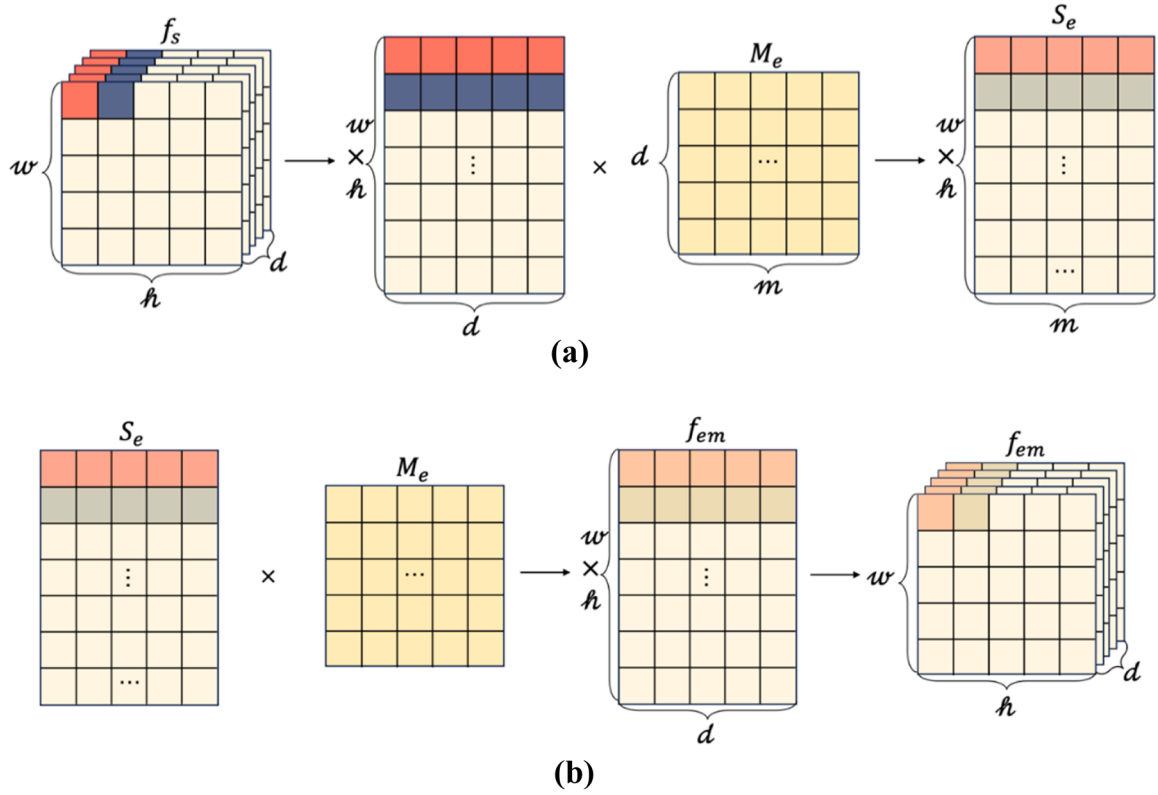 f_s
S_e
M_e
w
w
×
h
⋮
×
d
...
w
×
h
⋮
...
d
h
d
m
m
(a)
S_e
M_e
f_em
f_em
⋮
×
...
w
×
h
⋮
w
...
d
d
h
(b)